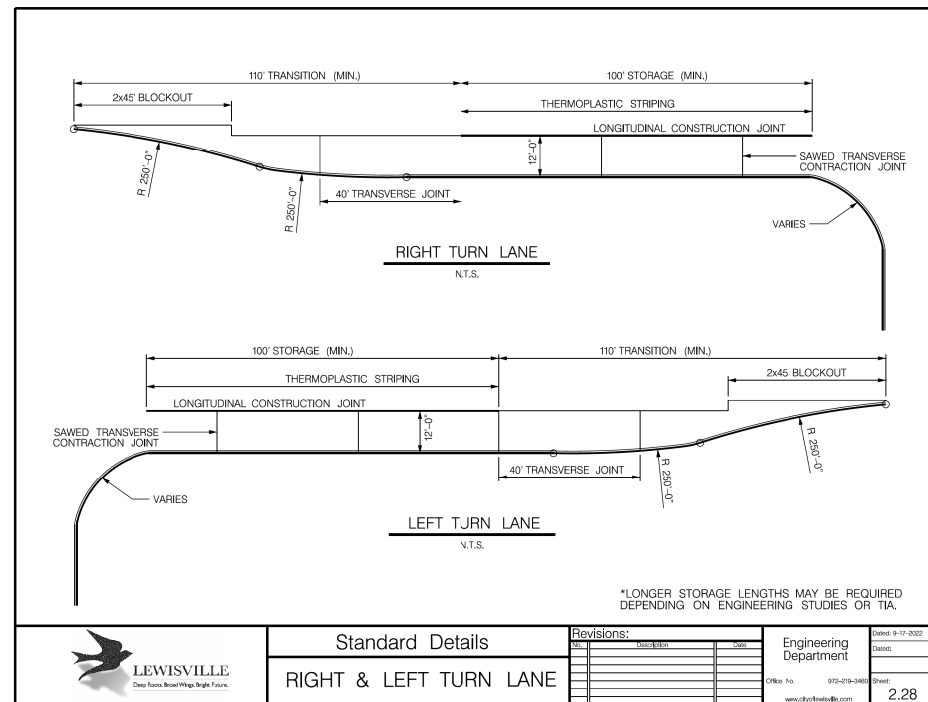 110' TRANSITION (MIN.)
100' STORAGE (MIN.)
2x45' BLOCKOUT
THERMOPLASTIC STRIPING
LONGITUDINAL CONSTRUCTION JOINT
12'-0"
SAWED TRANSVERSE
CONTRACTION JOINT
R 250'-0"
R 250'-0"
40' TRANSVERSE JOINT
VARIES
RIGHT TURN LANE
N.T.S.
100' STORAGE (MIN.)
110' TRANSITION (MIN.)
THERMOPLASTIC STRIPING
2x45 BLOCKOUT
LONGITUDINAL CONSTRUCTION JOINT
SAWED TRANSVERSE
CONTRACTION JOINT
12'-0"
R 250'-0"
R 250'-0"
40' TRANSVERSE JOINT
VARIES
LEFT TURN LANE
N.T.S.
*LONGER STORAGE LENGTHS MAY BE REQUIRED
DEPENDING ON ENGINEERING STUDIES OR TIA.
LEWISVILLE
Deep Roots. Broad Wings. Bright Future.
Standard Details
RIGHT & LEFT TURN LANE
Revisions:
No. Description Date
Engineering
Department
Office No. 972-219-3460
www.cityoflewisville.com
Dated: 9-17-2022
Dated:
Sheet:
2.28